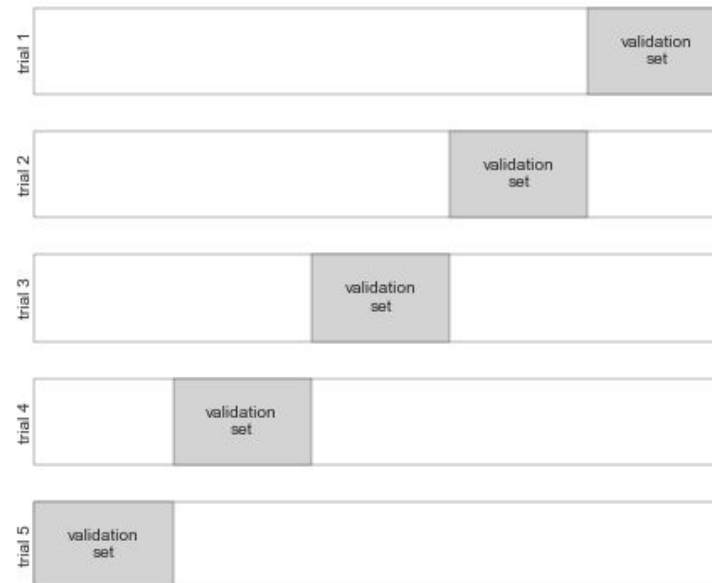 trial 1
validation
set
trial 2
validation
set
trial 3
validation
set
trial 4
validation
set
trial 5
validation
set